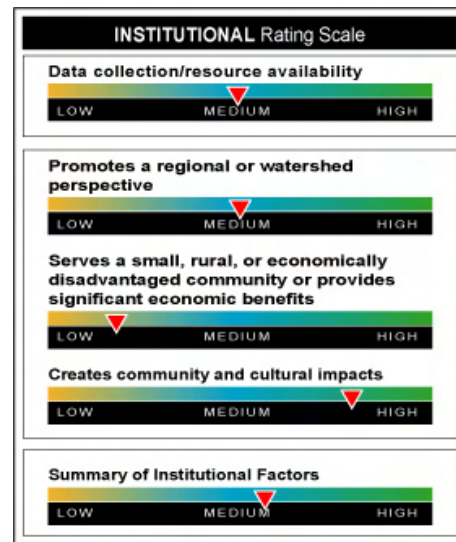 INSTITUTIONAL Rating Scale
Data collection/resource availability
LOW MEDIUM HIGH
Promotes a regional or watershed
perspective
LOW MEDIUM HIGH
Serves a small, rural, or economically
disadvantaged community or provides
significant economic benefits
LOW MEDIUM HIGH
Creates community and cultural impacts
LOW MEDIUM HIGH
Summary of Institutional Factors
LOW MEDIUM HIGH